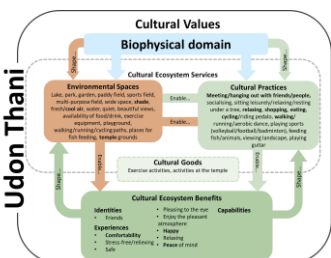 Cultural Values
Biophysical domain
Udon Thani
Shape...
Shape...
Cultural Ecosystem Services
Environmental Spaces
Lake, park, garden, paddy field, sports field,
multi-purpose field, wide space, shade,
fresh/cool air, water, quiet, beautiful views,
availability of food/drink, exercise
equipment, playground,
walking/running/cycling paths, places for
fish feeding, temple grounds
Enable...
Enable...
Cultural Practices
Meeting/hanging out with friends/people,
socialising, sitting leisurely/relaxing/resting
under a tree, relaxing, shopping, eating,
cycling/riding pedalo, walking/
running/aerobic dance, playing sports
(volleyball/football/badminton), feeding
fish/animals, viewing landscape, playing
guitar
Cultural Goods
Exercise activities, activities at the temple
Shape...
Enable...
Enable...
Shape...
Cultural Ecosystem Benefits
Identities
• Friends
Experiences
• Comfortability
• Stress-free/relieving
• Safe
• Pleasing to the eye
• Enjoy the pleasant
atmosphere
• Happy
• Relaxing
• Peace of mind
Capabilities